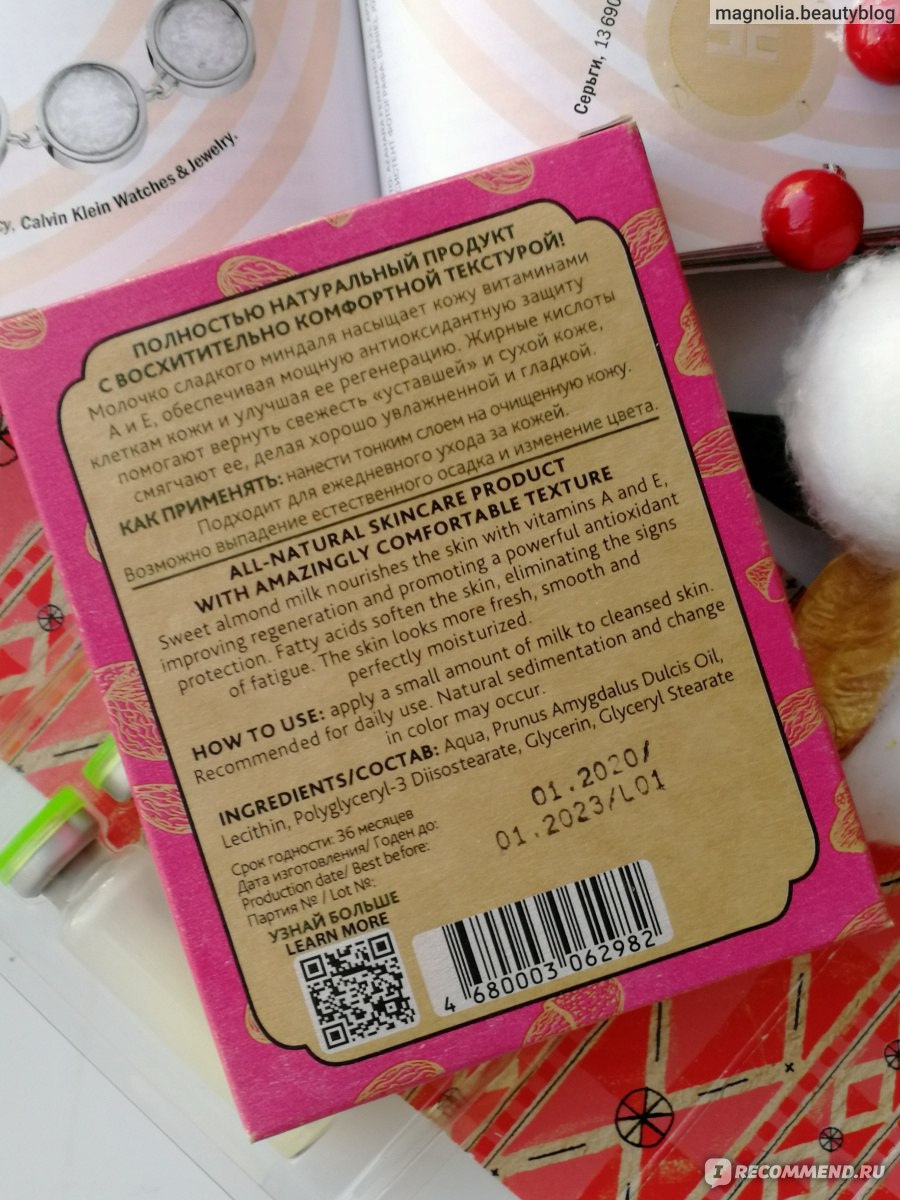 magnolia.beautyblog
Серьги, 13 690
cy, Calvin Klein Watches & Jewelry.
ПОЛНОСТЬЮ НАТУРАЛЬНЫЙ ПРОДУКТ
С ВОСХИТИТЕЛЬНО КОМФОРТНОЙ ТЕКСТУРОЙ!
Молочко сладкого миндаля насыщает кожу витаминами
А и Е, обеспечивая мощную антиоксидантную защиту
клеткам кожи и улучшая ее регенерацию. Жирные кислоты
помогают вернуть свежесть «уставшей» и сухой коже,
смягчают ее, делая хорошо увлажненной и гладкой.
КАК ПРИМЕНЯТЬ: нанести тонким слоем на очищенную кожу.
Подходит для ежедневного ухода за кожей.
Возможно выпадение естественного осадка и изменение цвета.
ALL-NATURAL SKINCARE PRODUCT
WITH AMAZINGLY COMFORTABLE TEXTURE
Sweet almond milk nourishes the skin with vitamins A and E,
improving regeneration and promoting a powerful antioxidant
protection. Fatty acids soften the skin, eliminating the signs
of fatigue. The skin looks more fresh, smooth and
perfectly moisturized.
HOW TO USE: apply a small amount of milk to cleansed skin.
Recommended for daily use. Natural sedimentation and change
in color may occur.
INGREDIENTS/СОСТАВ: Aqua, Prunus Amygdalus Dulcis Oil,
Lecithin, Polyglyceryl-3 Diisostearate, Glycerin, Glyceryl Stearate
Срок годности: 36 месяцев
Дата изготовления/ Годен до:
Production date/ Best before:
Партия № / Lot №:
01.2020/
01.2023/L01
УЗНАЙ БОЛЬШЕ
LEARN MORE
4 680003 062982
I RECOMMEND.RU